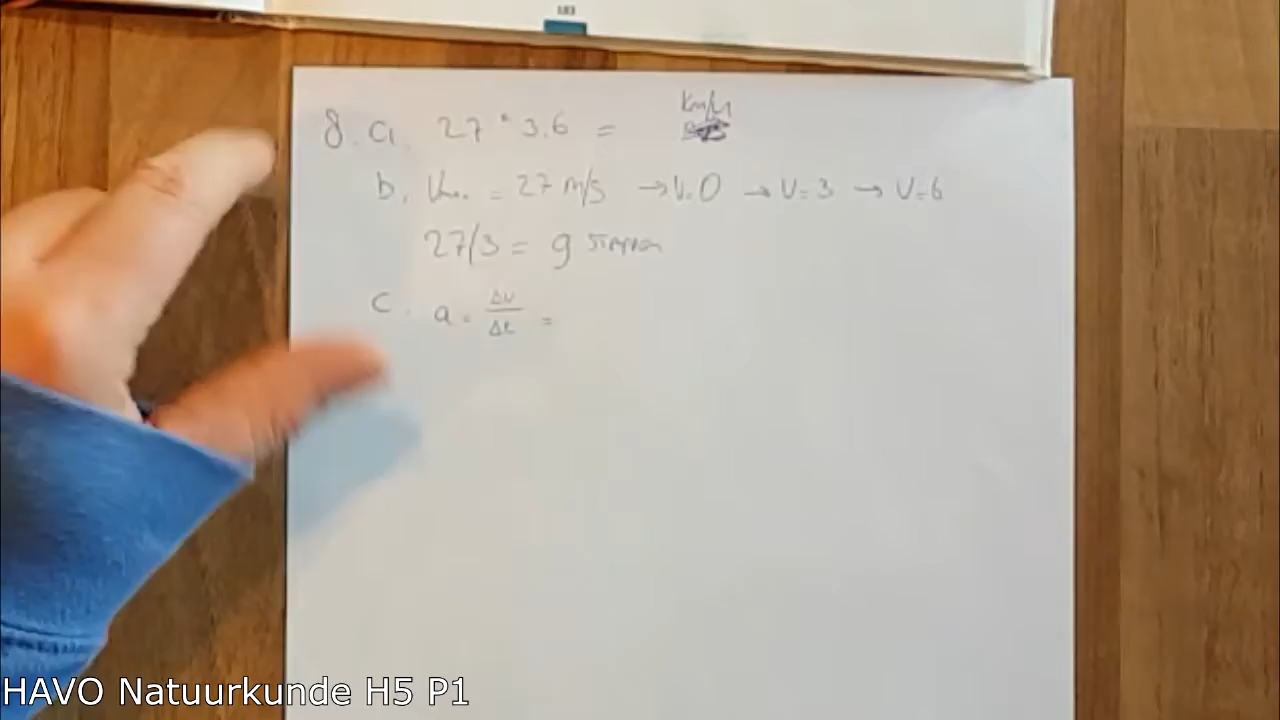 183
km/h
8. a. 27 * 3.6 =
b. Vmax = 27 m/s → V=0 → V=3 → V=6
27/3 = 9 stappen
c. a = Δv/Δt =
HAVO Natuurkunde H5 P1